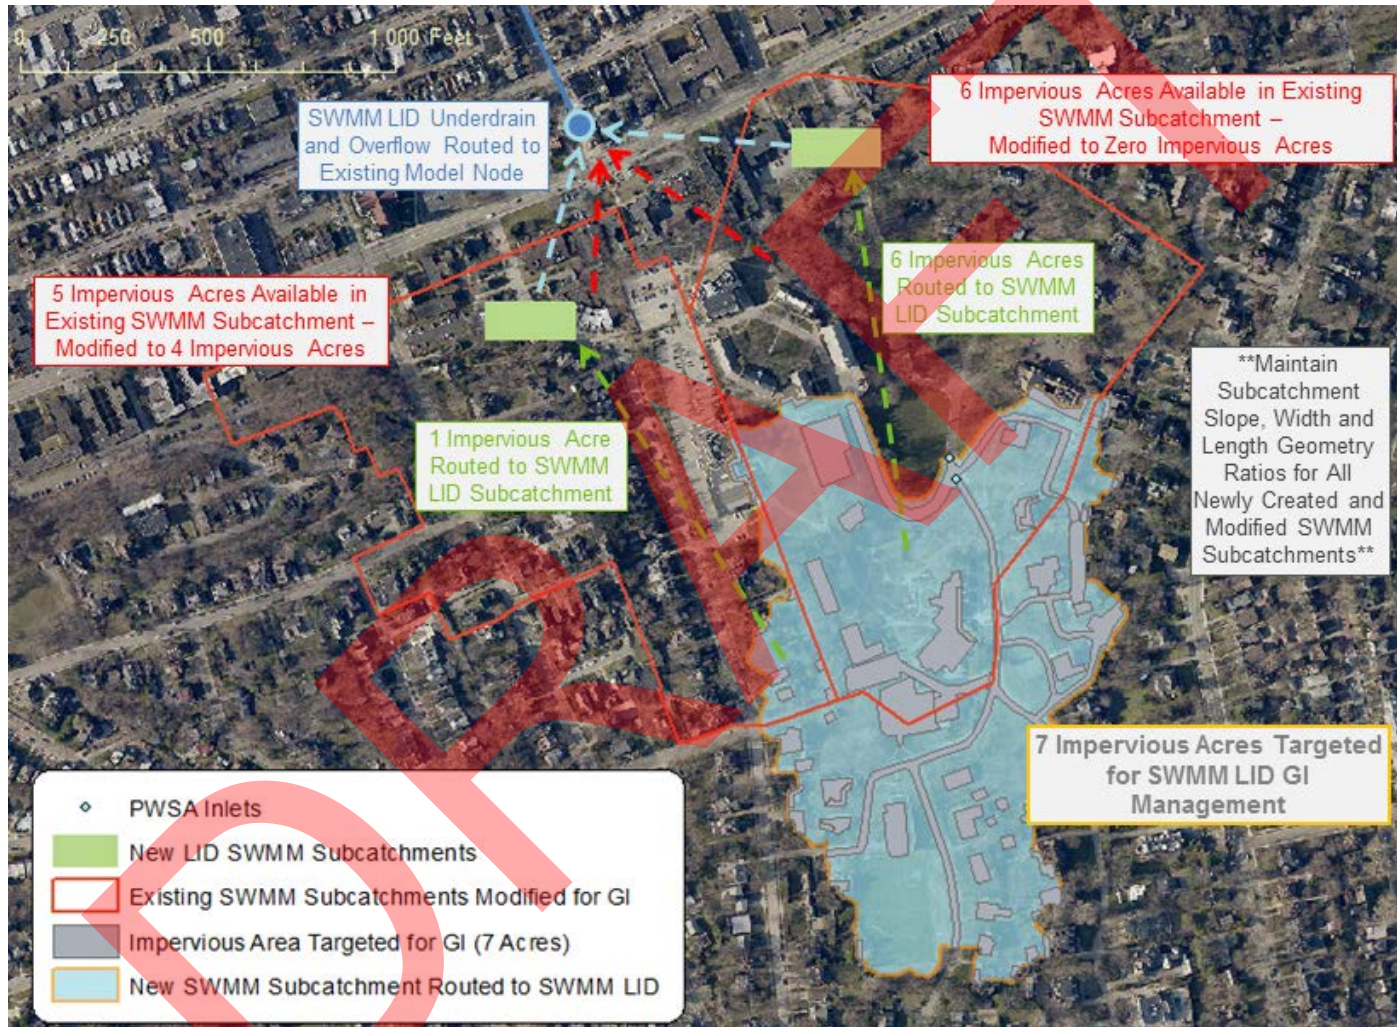 0 250 500 1 000 Feet
SWMM LID Underdrain
and Overflow Routed to
Existing Model Node
6 Impervious Acres Available in Existing
SWMM Subcatchment –
Modified to Zero Impervious Acres
6 Impervious Acres
Routed to SWMM
LID Subcatchment
5 Impervious Acres Available in
Existing SWMM Subcatchment –
Modified to 4 Impervious Acres
**Maintain
Subcatchment
Slope, Width and
Length Geometry
Ratios for All
Newly Created and
Modified SWMM
Subcatchments**
1 Impervious Acre
Routed to SWMM
LID Subcatchment
7 Impervious Acres Targeted
for SWMM LID GI
Management
PWSA Inlets
New LID SWMM Subcatchments
Existing SWMM Subcatchments Modified for GI
Impervious Area Targeted for GI (7 Acres)
New SWMM Subcatchment Routed to SWMM LID
DRAFT